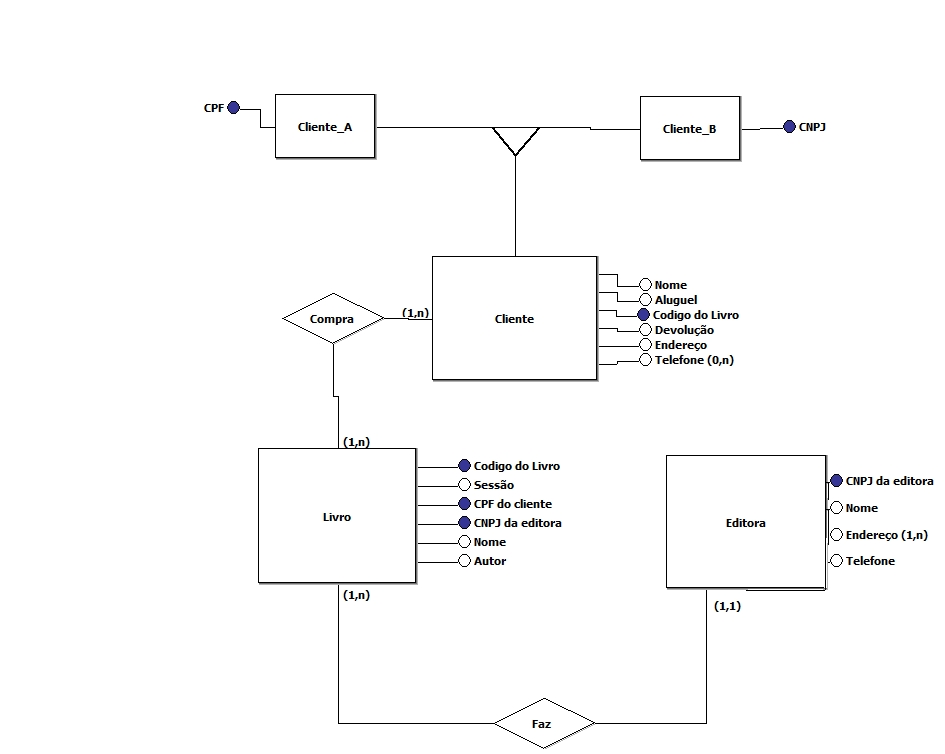 CPF
Cliente_A
Cliente_B
CNPJ
Compra
(1,n)
Cliente
Nome
Aluguel
Codigo do Livro
Devolução
Endereço
Telefone (0,n)
(1,n)
Livro
Codigo do Livro
Sessão
CPF do cliente
CNPJ da editora
Nome
Autor
Editora
CNPJ da editora
Nome
Endereço (1,n)
Telefone
(1,n)
(1,1)
Faz